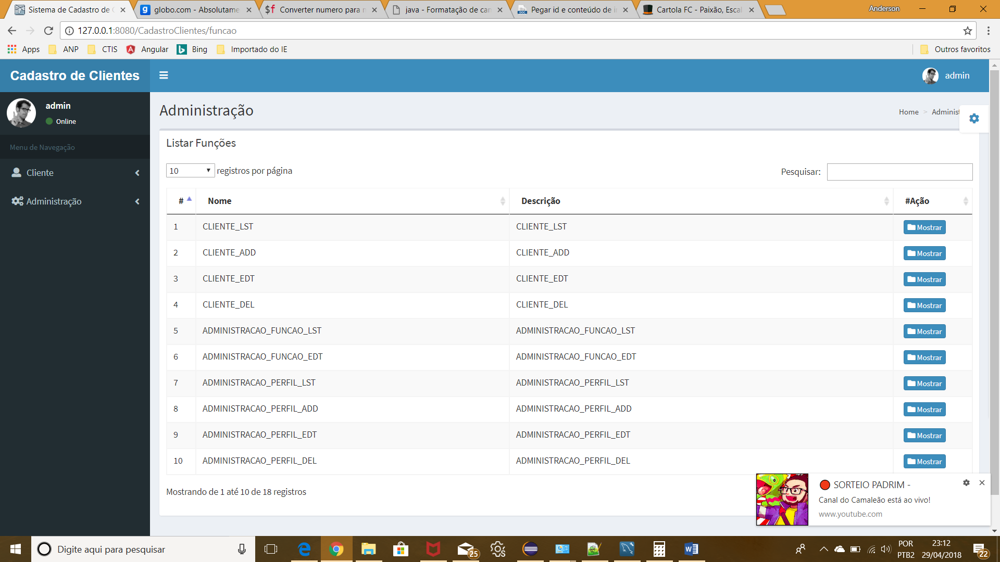 Sistema de Cadastro de
globo.com - Absolutame
Converter numero para
java - Formatação de
Pegar id e conteúdo de
Cartola FC - Paixão, Escal
Anderson
127.0.0.1:8080/CadastroClientes/funcao
Apps ANP CTIS Angular Bing Importado do IE Outros favoritos
Cadastro de Clientes
admin
admin
Online
Menu de Navegação
Cliente
Administração
Administração
Home > Administ
Listar Funções
10 registros por página
Pesquisar:
# Nome Descrição #Ação
1 CLIENTE_LST CLIENTE_LST Mostrar
2 CLIENTE_ADD CLIENTE_ADD Mostrar
3 CLIENTE_EDT CLIENTE_EDT Mostrar
4 CLIENTE_DEL CLIENTE_DEL Mostrar
5 ADMINISTRACAO_FUNCAO_LST ADMINISTRACAO_FUNCAO_LST Mostrar
6 ADMINISTRACAO_FUNCAO_EDT ADMINISTRACAO_FUNCAO_EDT Mostrar
7 ADMINISTRACAO_PERFIL_LST ADMINISTRACAO_PERFIL_LST Mostrar
8 ADMINISTRACAO_PERFIL_ADD ADMINISTRACAO_PERFIL_ADD Mostrar
9 ADMINISTRACAO_PERFIL_EDT ADMINISTRACAO_PERFIL_EDT Mostrar
10 ADMINISTRACAO_PERFIL_DEL ADMINISTRACAO_PERFIL_DEL Mostrar
Mostrando de 1 até 10 de 18 registros
SORTEIO PADRIM -
Canal do Camaleão está ao vivo!
www.youtube.com
Digite aqui para pesquisar
25
POR
PTB2
23:12
29/04/2018
22